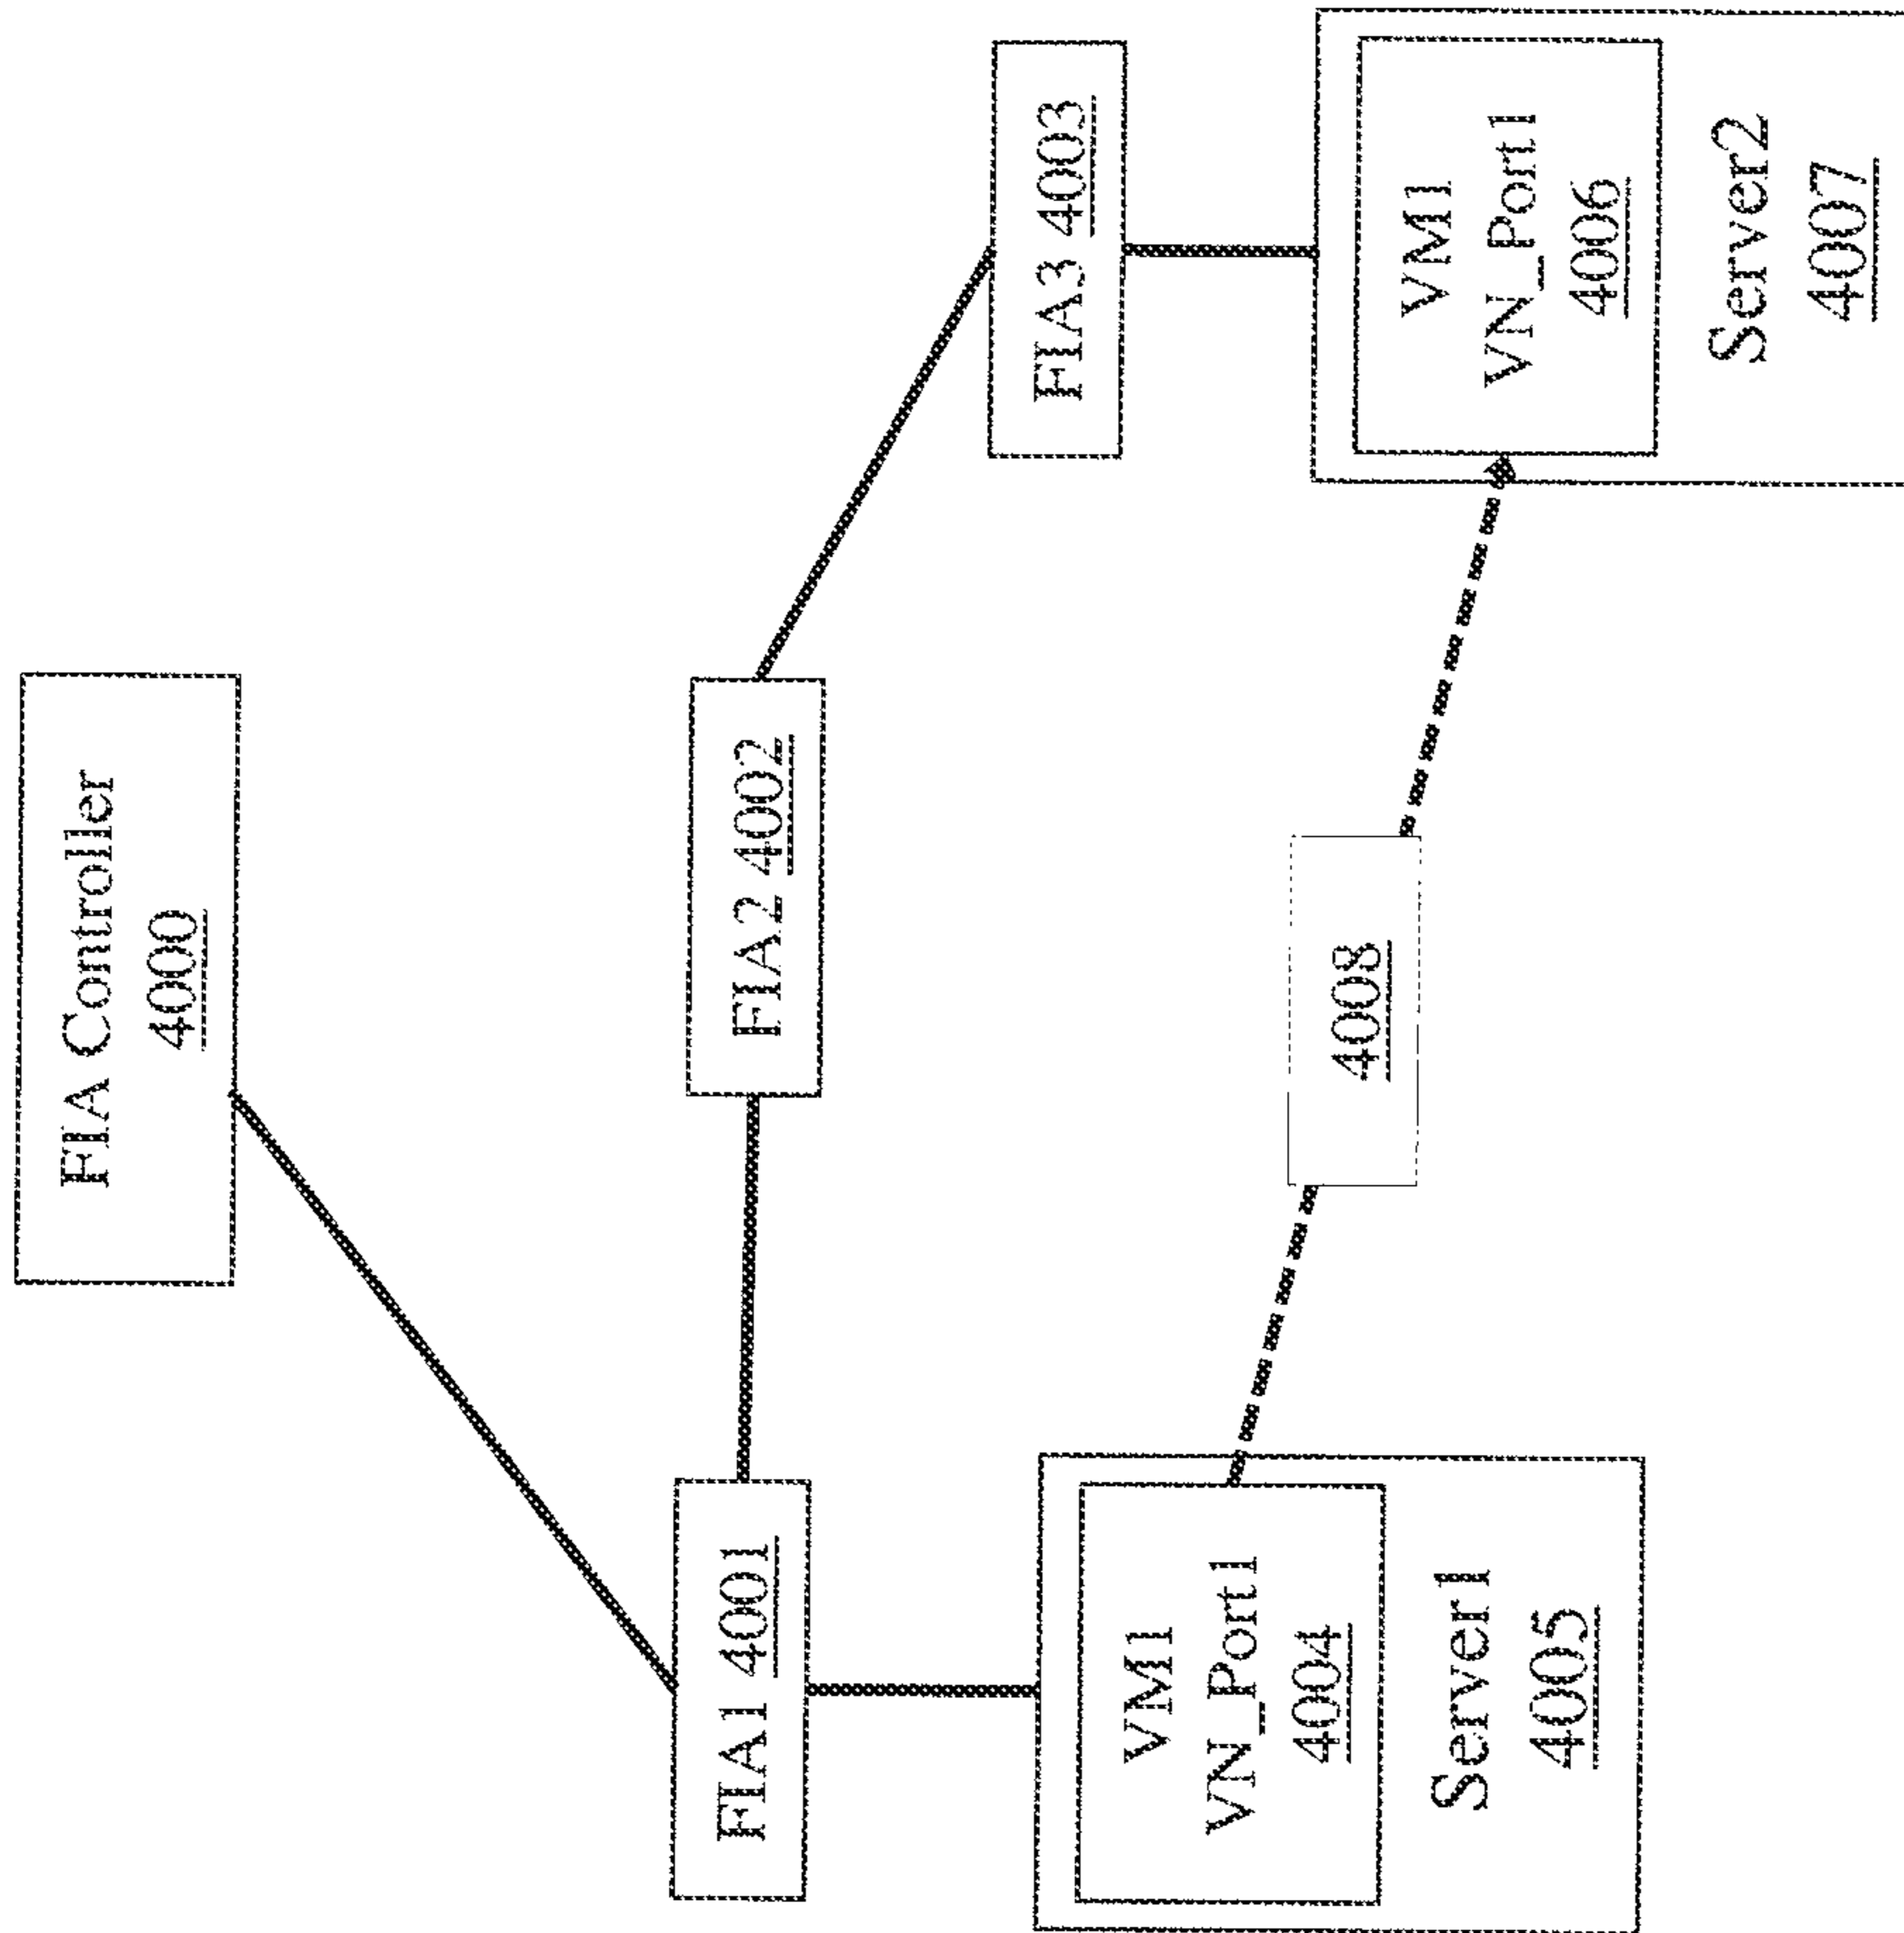 FIA Controller
4000
FIA1 4001
FIA2 4002
FIA3 4003
VM1
VN_Port1
4004
Server1
4005
4008
VM1
VN_Port1
4006
Server2
4007